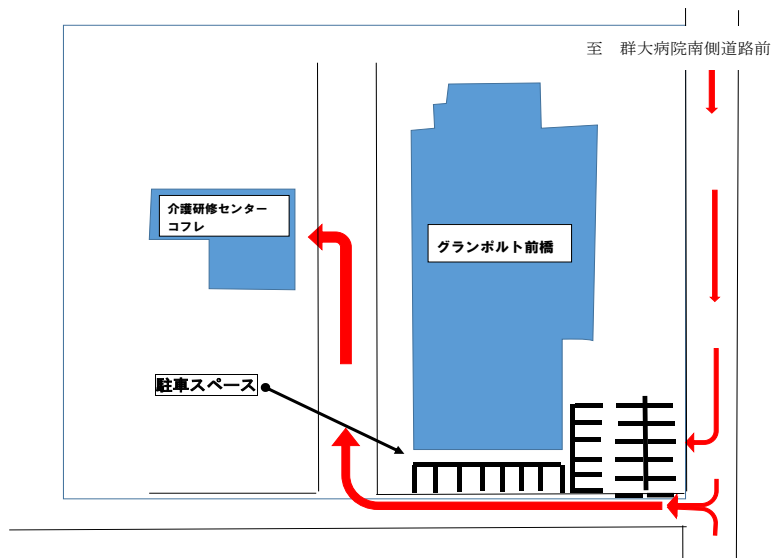 至　群大病院南側道路前
介護研修センター
コフレ
グランポルト前橋
駐車スペース